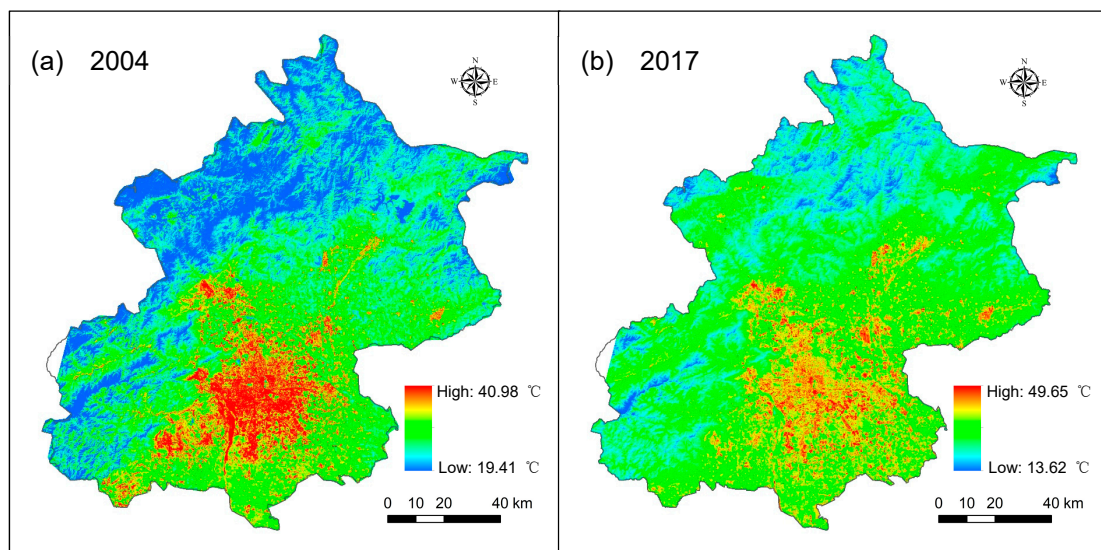 (a) 2004
N
W E
S
High: 40.98 ℃
Low: 19.41 ℃
0 10 20 40 km
(b) 2017
N
W E
S
High: 49.65 ℃
Low: 13.62 ℃
0 10 20 40 km